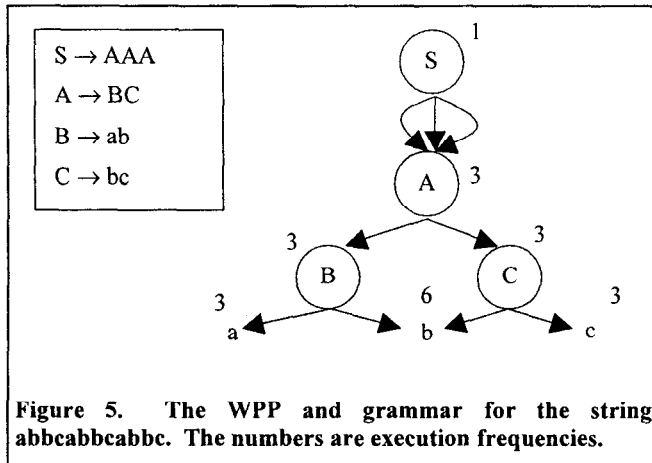 S → AAA
A → BC
B → ab
C → bc
1
S
A
3
3
3
B
C
3
6
3
a
b
c
Figure 5. The WPP and grammar for the string
abbcabbcabbc. The numbers are execution frequencies.